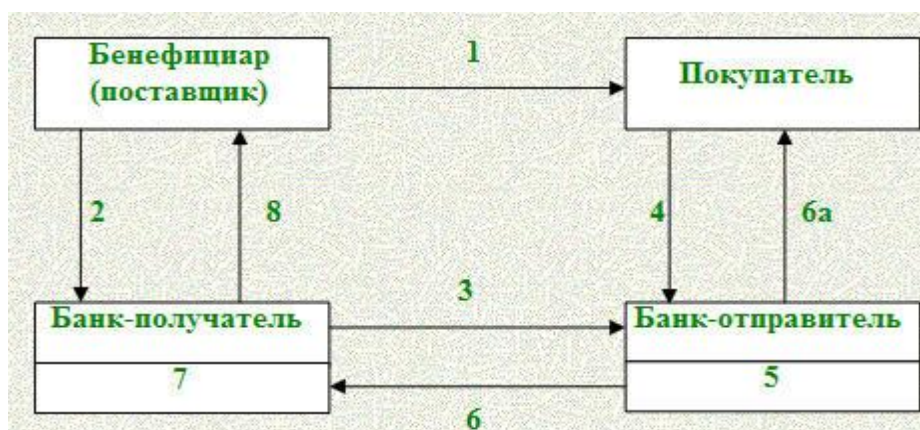 Бенефициар
(поставщик)
1
Покупатель
2
8
4
6а
3
Банк-получатель
Банк-отправитель
7
5
6